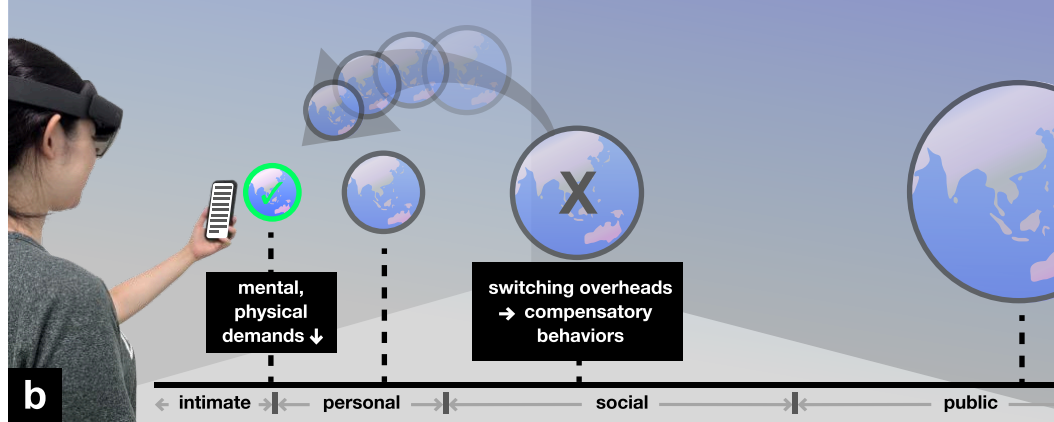 X
mental,
physical
demands ↓
switching overheads
→ compensatory
behaviors
b
intimate
personal
social
public